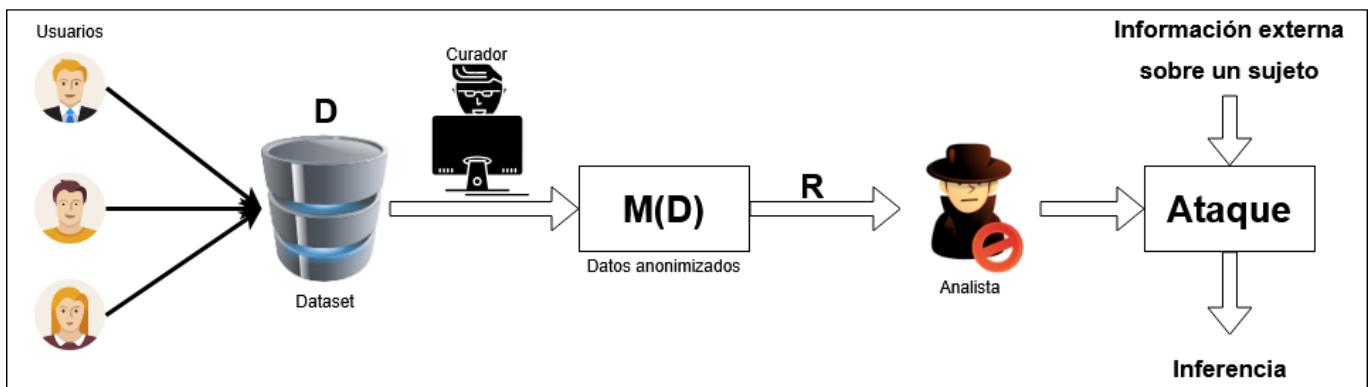 Usuarios
Curador
D
Dataset
M(D)
Datos anonimizados
R
Analista
Información externa
sobre un sujeto
Ataque
Inferencia